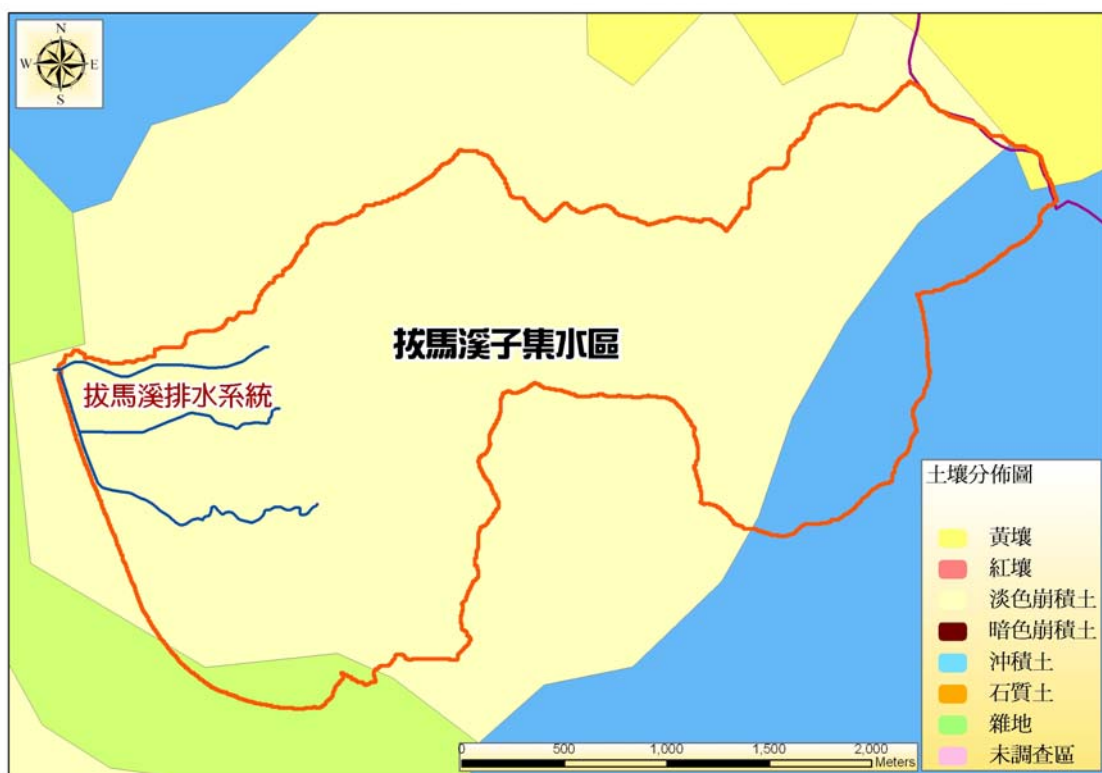 N
W E
S
拔馬溪子集水區
拔馬溪排水系統
土壤分佈圖
黃壤
紅壤
淡色崩積土
暗色崩積土
沖積土
石質土
雜地
未調查區
0 500 1,000 1,500 2,000
Meters